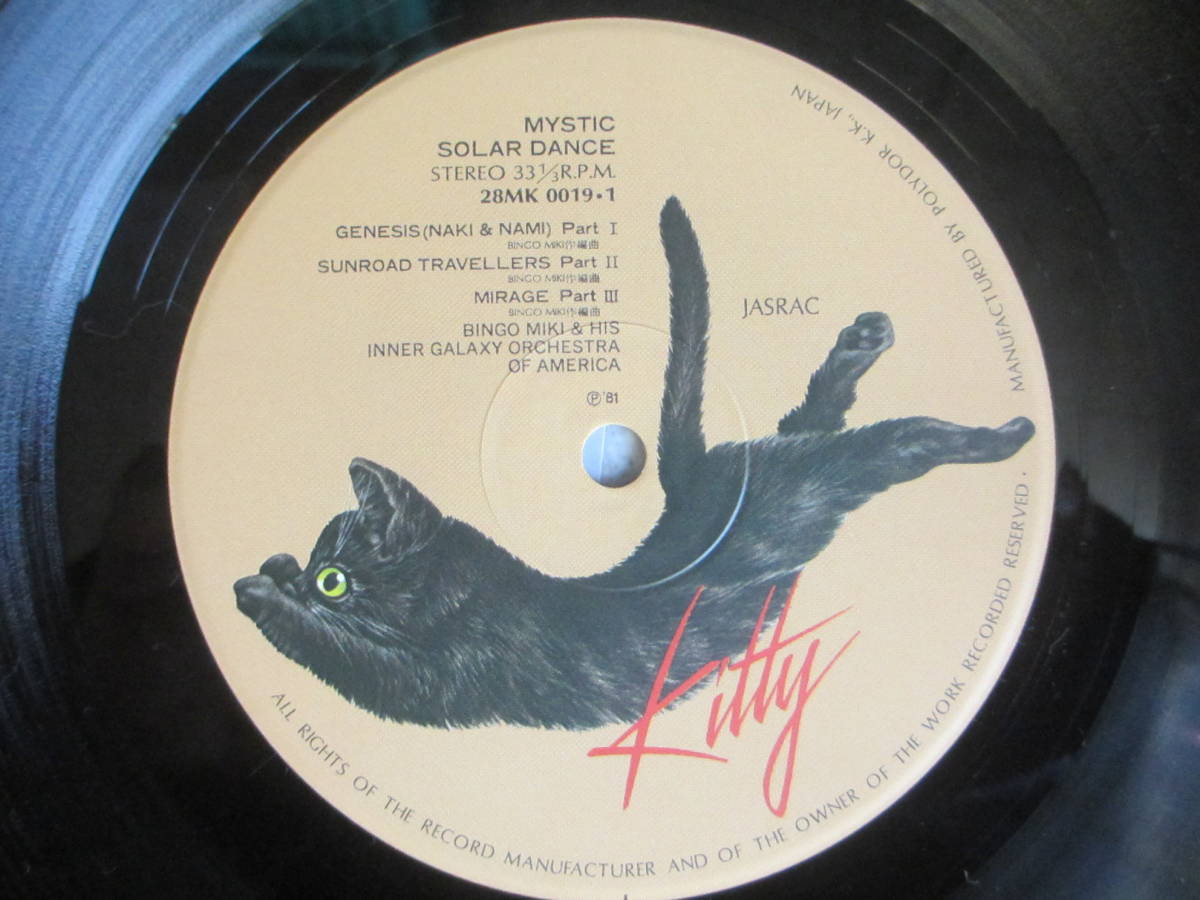 MYSTIC
SOLAR DANCE
STEREO 33 1/3 R.P.M.
28MK 0019・1
GENESIS(NAKI & NAMI) Part I
BINGO MIKI作編曲
SUNROAD TRAVELLERS Part II
BINGO MIKI作編曲
MIRAGE Part III
BINGO MIKI作編曲
BINGO MIKI & HIS
INNER GALAXY ORCHESTRA
OF AMERICA
Ⓟ'81
JASRAC
Kitty
ALL RIGHTS OF THE RECORD MANUFACTURER AND OF THE OWNER OF THE WORK RECORDED RESERVED · MANUFACTURED BY POLYDOR K.K., JAPAN